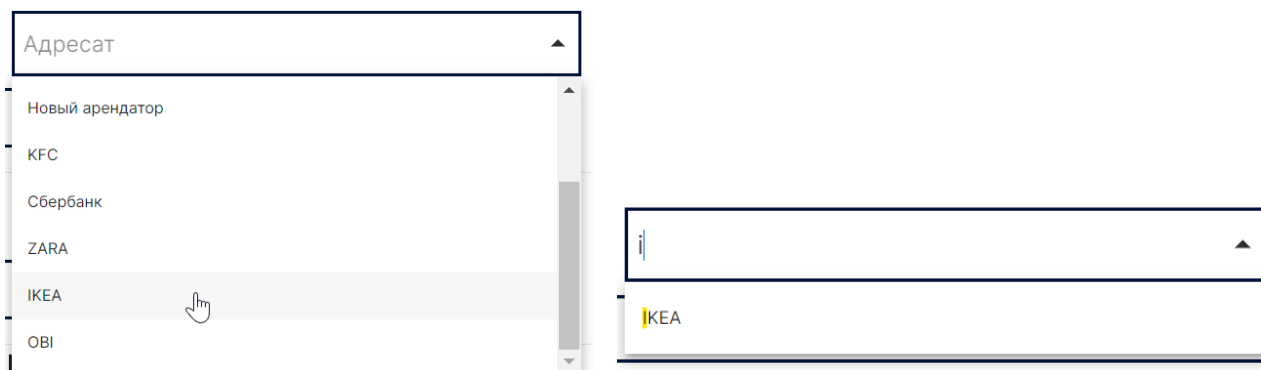 Адресат
Новый арендатор
KFC
Сбербанк
ZARA
IKEA
OBI
i
IKEA